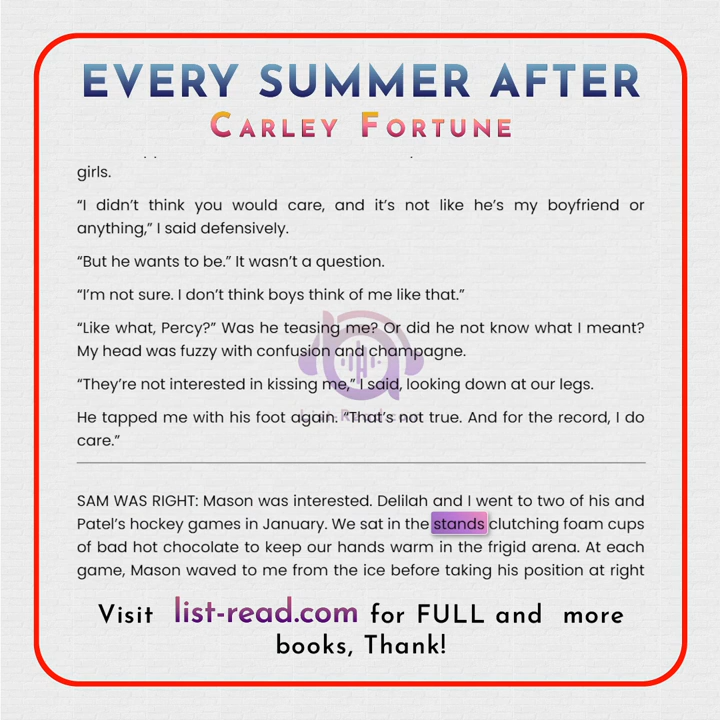 EVERY SUMMER AFTER
CARLEY FORTUNE
girls.
“I didn’t think you would care, and it’s not like he’s my boyfriend or
anything,” I said defensively.
“But he wants to be.” It wasn’t a question.
“I’m not sure. I don’t think boys think of me like that.”
“Like what, Percy?” Was he teasing me? Or did he not know what I meant?
My head was fuzzy with confusion and champagne.
“They’re not interested in kissing me,” I said, looking down at our legs.
He tapped me with his foot again. “That’s not true. And for the record, I do
care.”
SAM WAS RIGHT: Mason was interested. Delilah and I went to two of his and
Patel’s hockey games in January. We sat in the stands clutching foam cups
of bad hot chocolate to keep our hands warm in the frigid arena. At each
game, Mason waved to me from the ice before taking his position at right
Visit list-read.com for FULL and more
books, Thank!